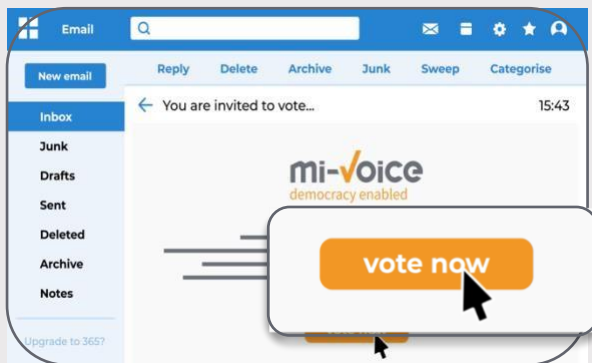 Email
New email
Reply Delete Archive Junk Sweep Categorise
You are invited to vote... 15:43
Inbox
Junk
Drafts
Sent
Deleted
Archive
Notes
Upgrade to 365?
mi-voice
democracy enabled
vote now